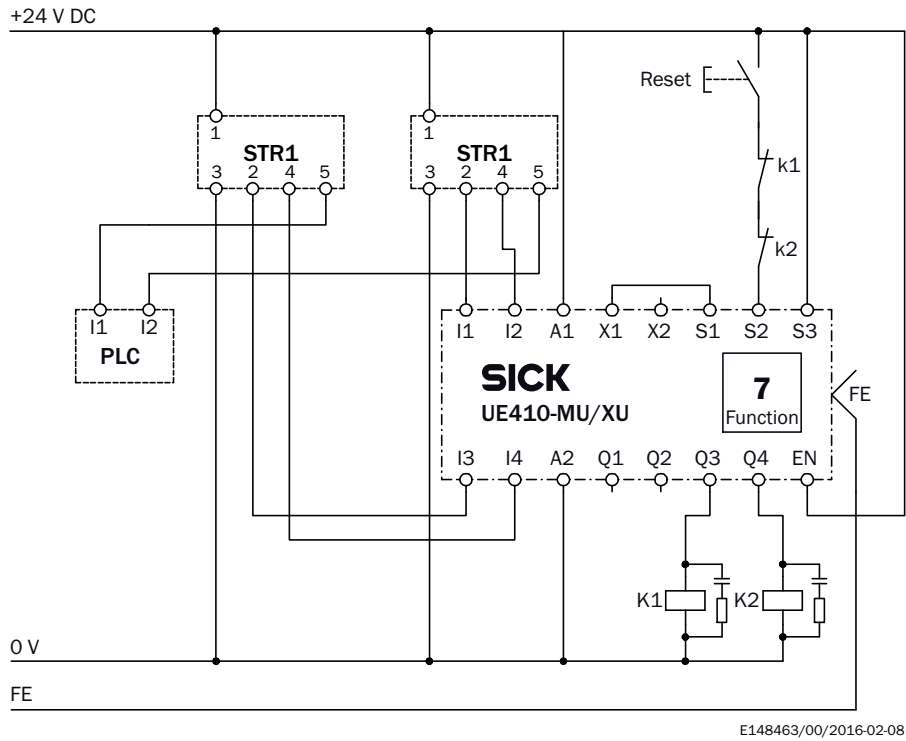 +24 V DC
Reset
1
1
STR1
STR1
3 2 4 5
3 2 4 5
k1
k2
I1 I2
PLC
I1 I2 A1 X1 X2 S1 S2 S3
SICK
UE410-MU/XU
7
Function
FE
I3 I4 A2 Q1 Q2 Q3 Q4 EN
K1
K2
0 V
FE
E148463/00/2016-02-08